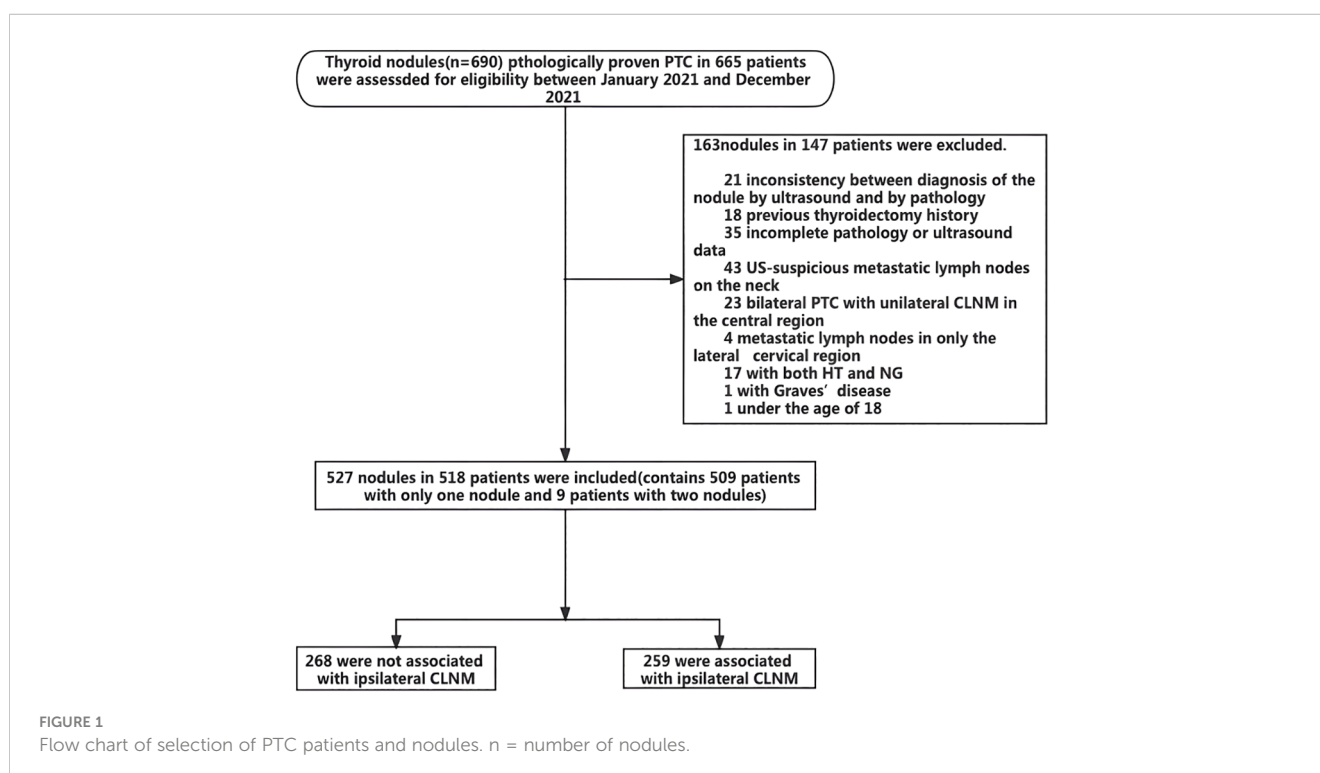 Thyroid nodules(n=690) pthologically proven PTC in 665 patients
were assessded for eligibility between January 2021 and December
2021
163nodules in 147 patients were excluded.
21 inconsistency between diagnosis of the
nodule by ultrasound and by pathology
18 previous thyroidectomy history
35 incomplete pathology or ultrasound
data
43 US-suspicious metastatic lymph nodes
on the neck
23 bilateral PTC with unilateral CLNM in
the central region
4 metastatic lymph nodes in only the
lateral cervical region
17 with both HT and NG
1 with Graves' disease
1 under the age of 18
527 nodules in 518 patients were included(contains 509 patients
with only one nodule and 9 patients with two nodules)
268 were not associated
with ipsilateral CLNM
259 were associated
with ipsilateral CLNM
FIGURE 1
Flow chart of selection of PTC patients and nodules. n = number of nodules.